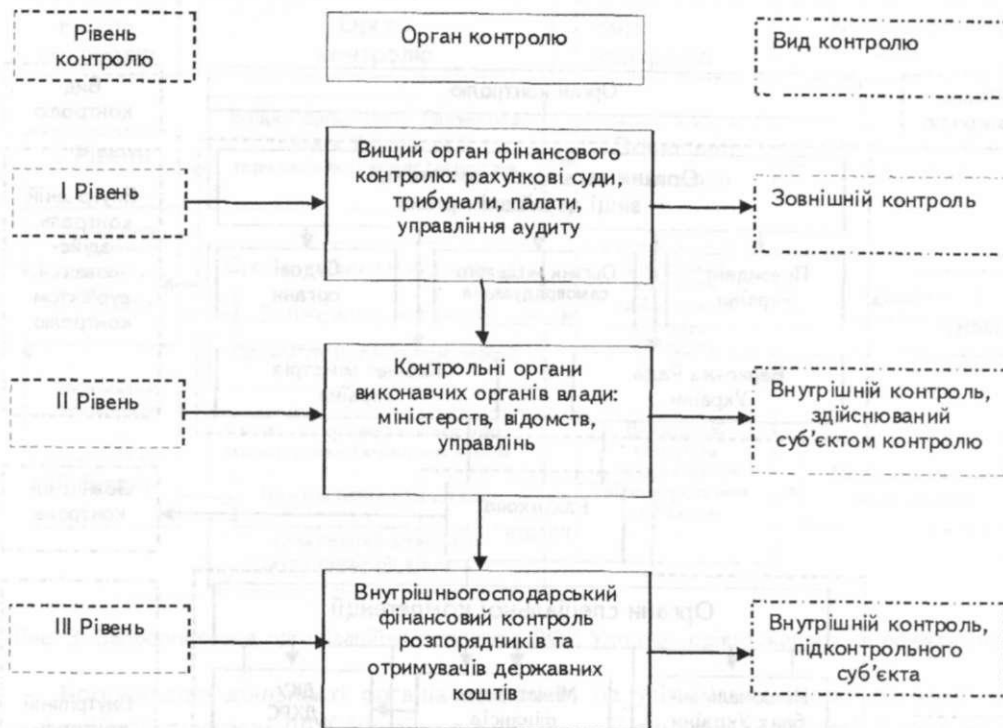 Рівень
контролю
Орган контролю
Вид контролю
І Рівень
Вищий орган фінансового
контролю: рахункові суди,
трибунали, палати,
управління аудиту
Зовнішній контроль
ІІ Рівень
Контрольні органи
виконавчих органів влади:
міністерств, відомств,
управлінь
Внутрішній контроль,
здійснюваний
суб'єктом контролю
ІІІ Рівень
Внутрішньогосподарський
фінансовий контроль
розпорядників та
отримувачів державних
коштів
Внутрішній контроль,
підконтрольного
суб'єкта